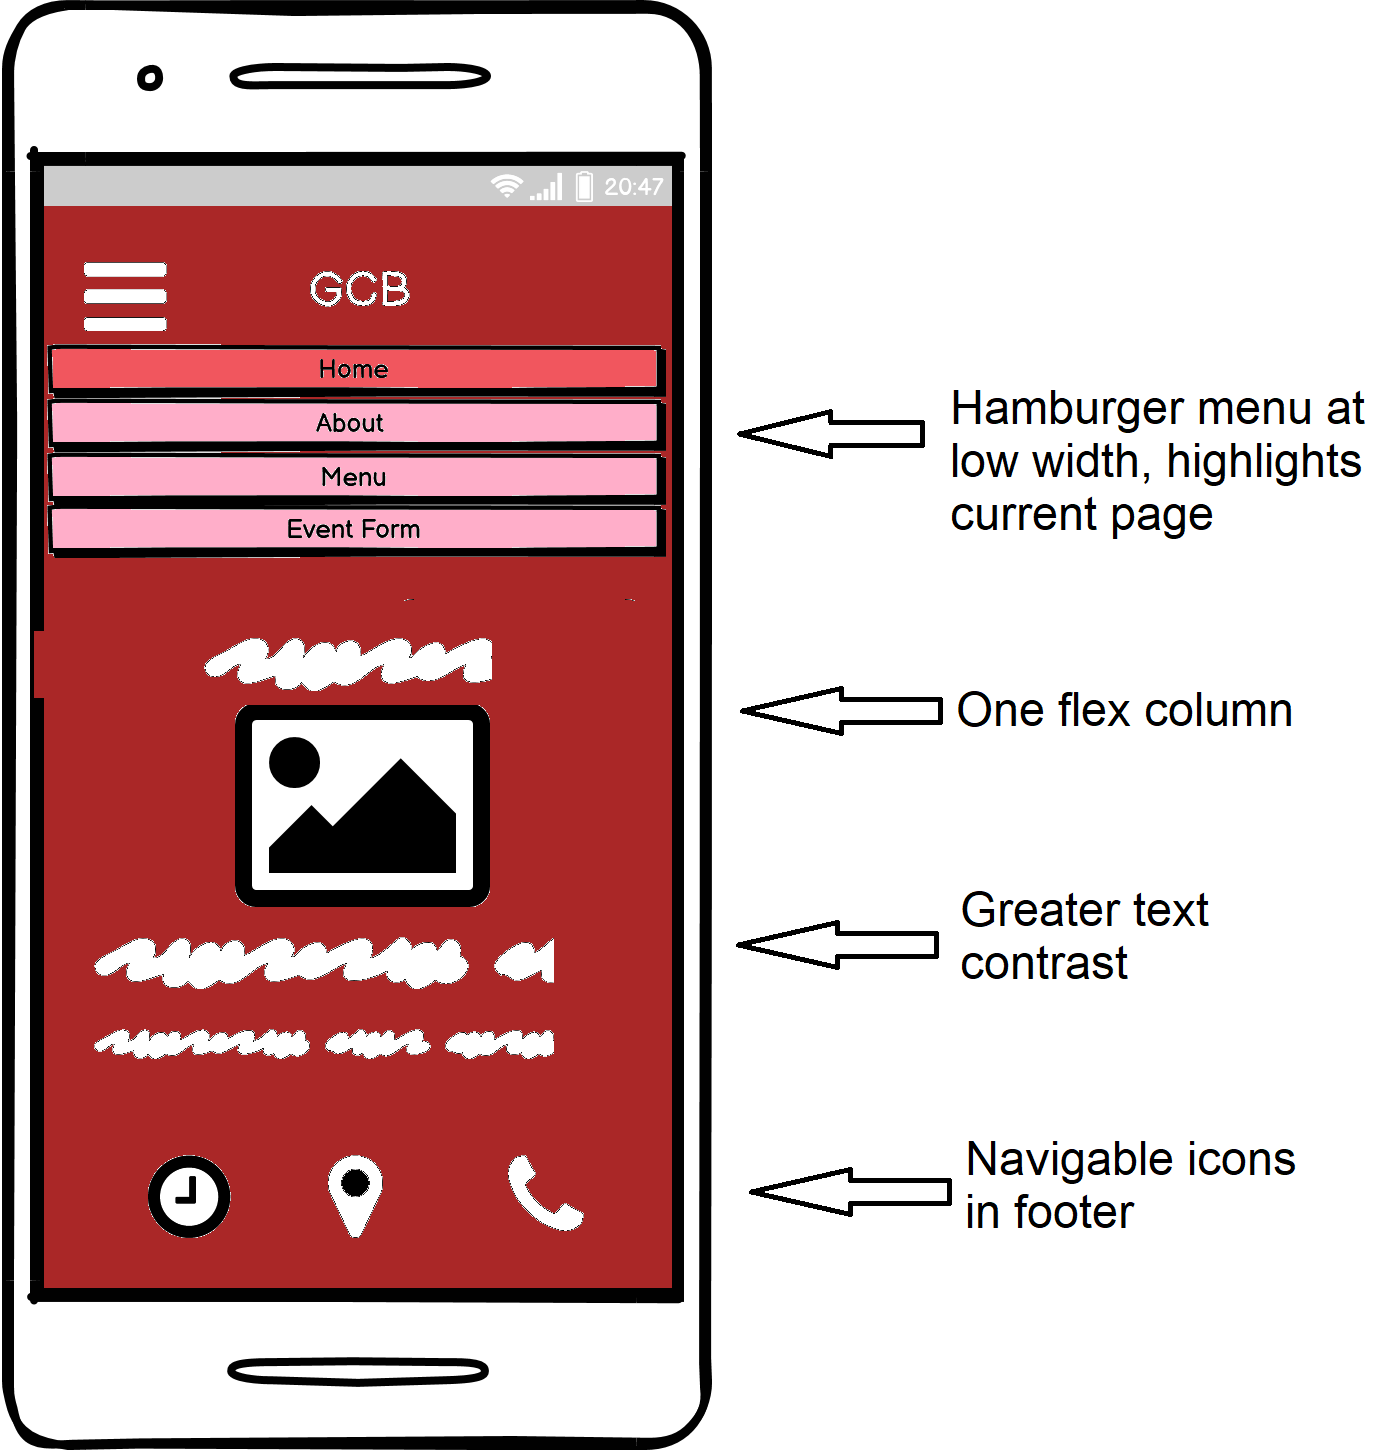 20:47
GCB
Home
About
Menu
Event Form
Hamburger menu at
low width, highlights
current page
One flex column
Greater text
contrast
Navigable icons
in footer